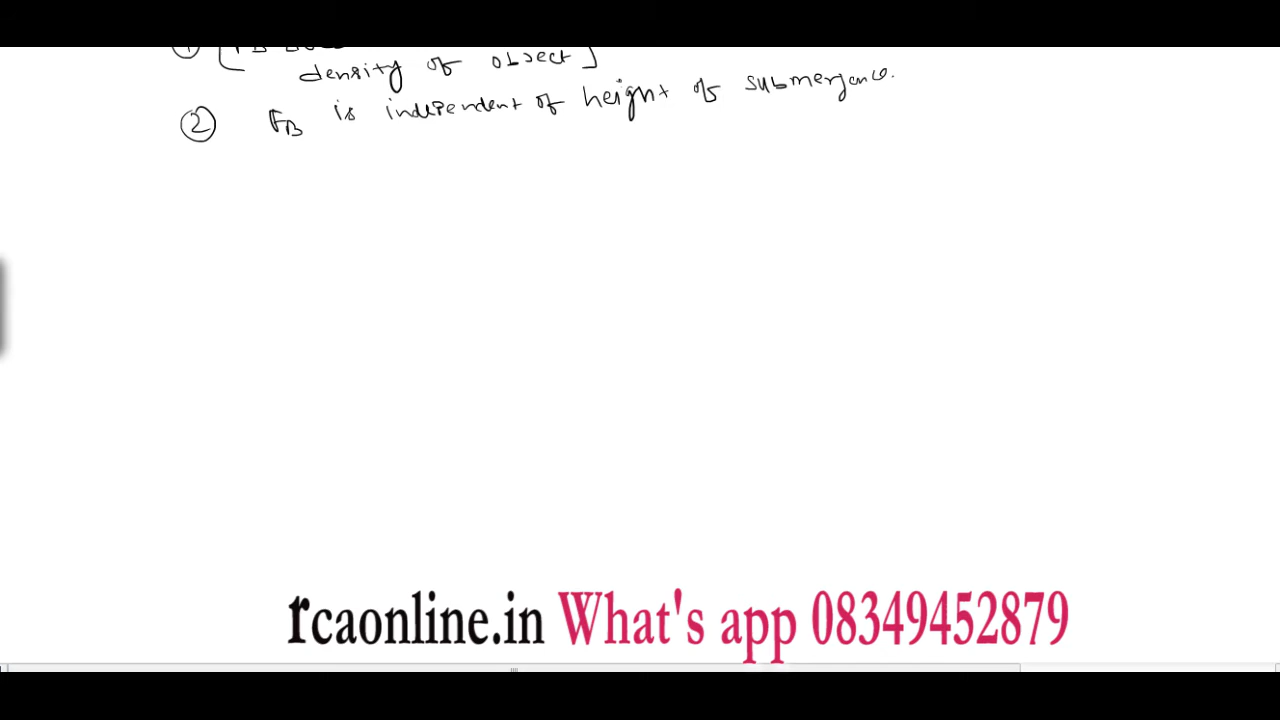 density of object]
② FB is independent of height of submergence.
rcaonline.in What's app 08349452879